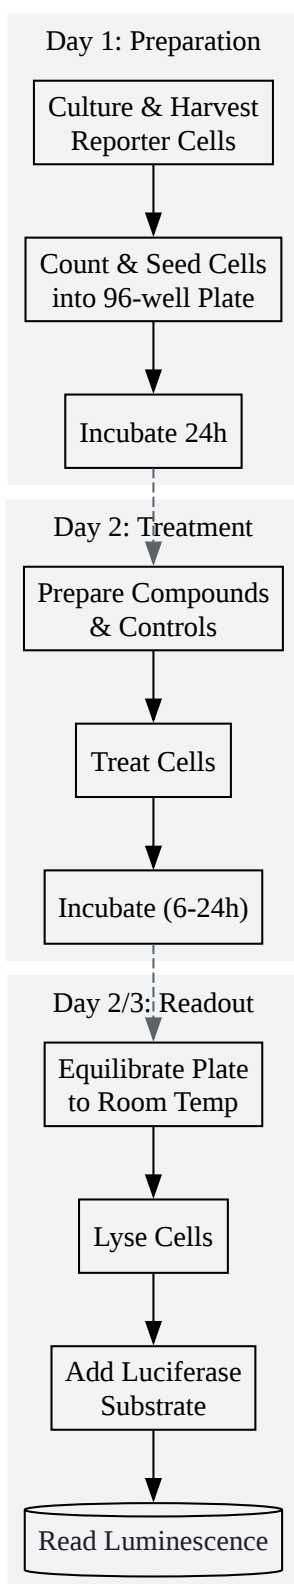 Day 1: Preparation
Culture & Harvest
Reporter Cells
Count & Seed Cells
into 96-well Plate
Incubate 24h
Day 2: Treatment
Prepare Compounds
& Controls
Treat Cells
Incubate (6-24h)
Day 2/3: Readout
Equilibrate Plate
to Room Temp
Lyse Cells
Add Luciferase
Substrate
Read Luminescence